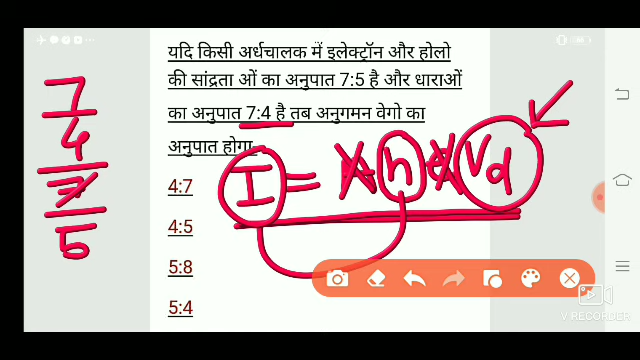 यदि किसी अर्धचालक में इलेक्ट्रॉन और होलो
की सांद्रता ओं का अनुपात 7:5 है और धाराओं
का अनुपात 7:4 है तब अनुगमन वेगो का
अनुपात होगा
4:7
4:5
5:8
5:4
7
4
7
5
I = A n e Vd
V RECORDER